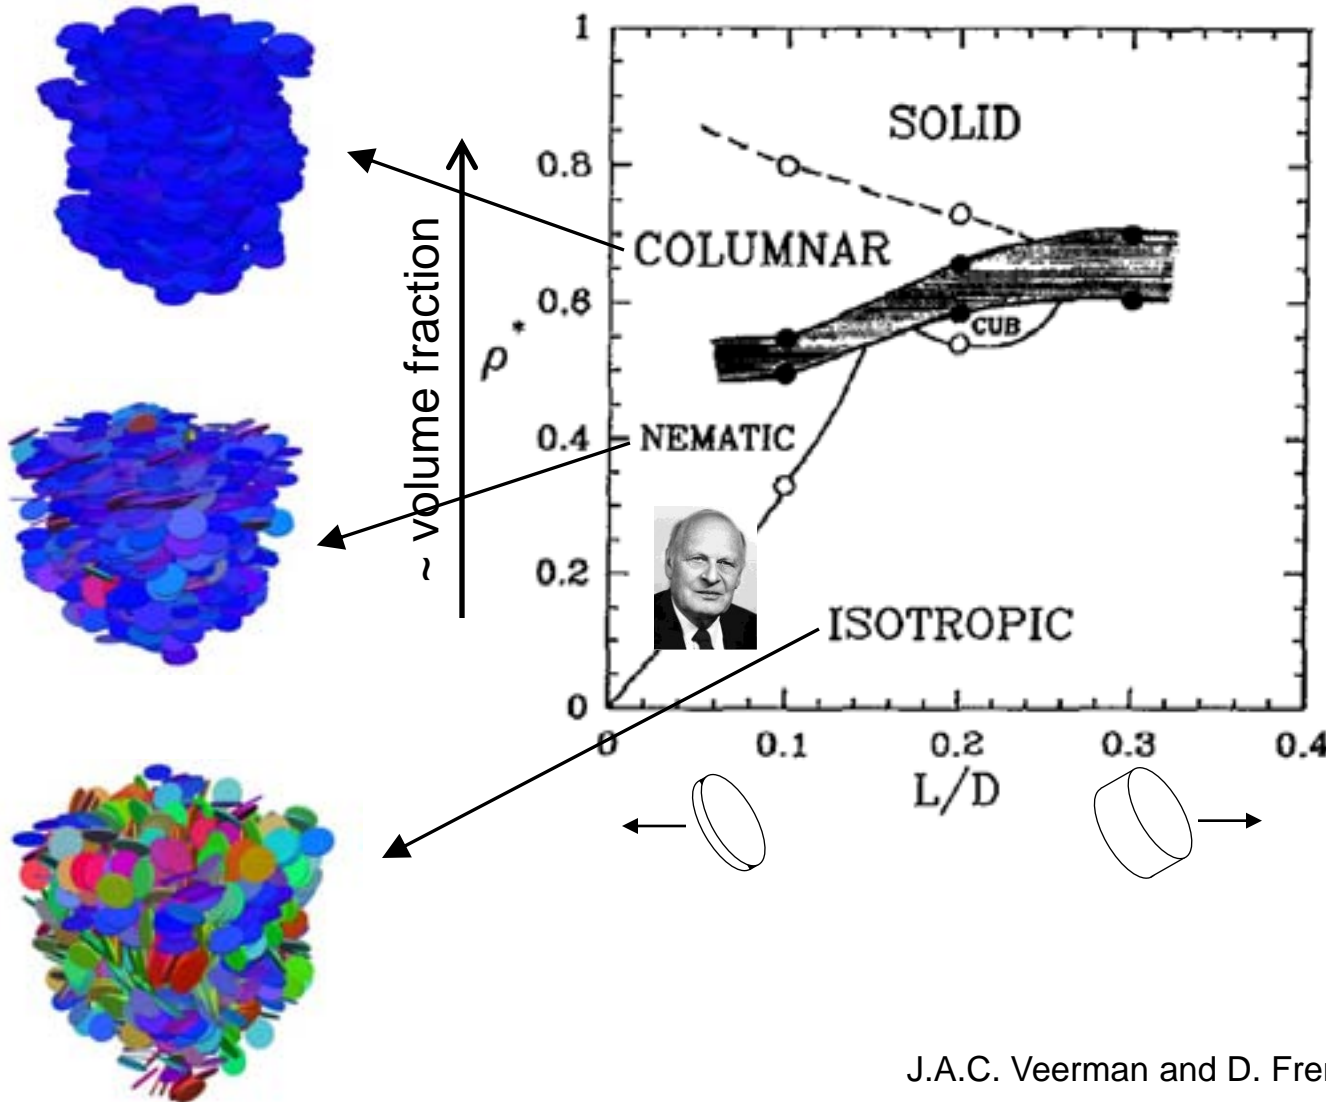 1
SOLID
0.8
COLUMNAR
~ volume fraction
ρ*
0.6
CUB
0.4
NEMATIC
0.2
ISOTROPIC
0
0 0.1 0.2 0.3 0.4
L/D
J.A.C. Veerman and D. Fre